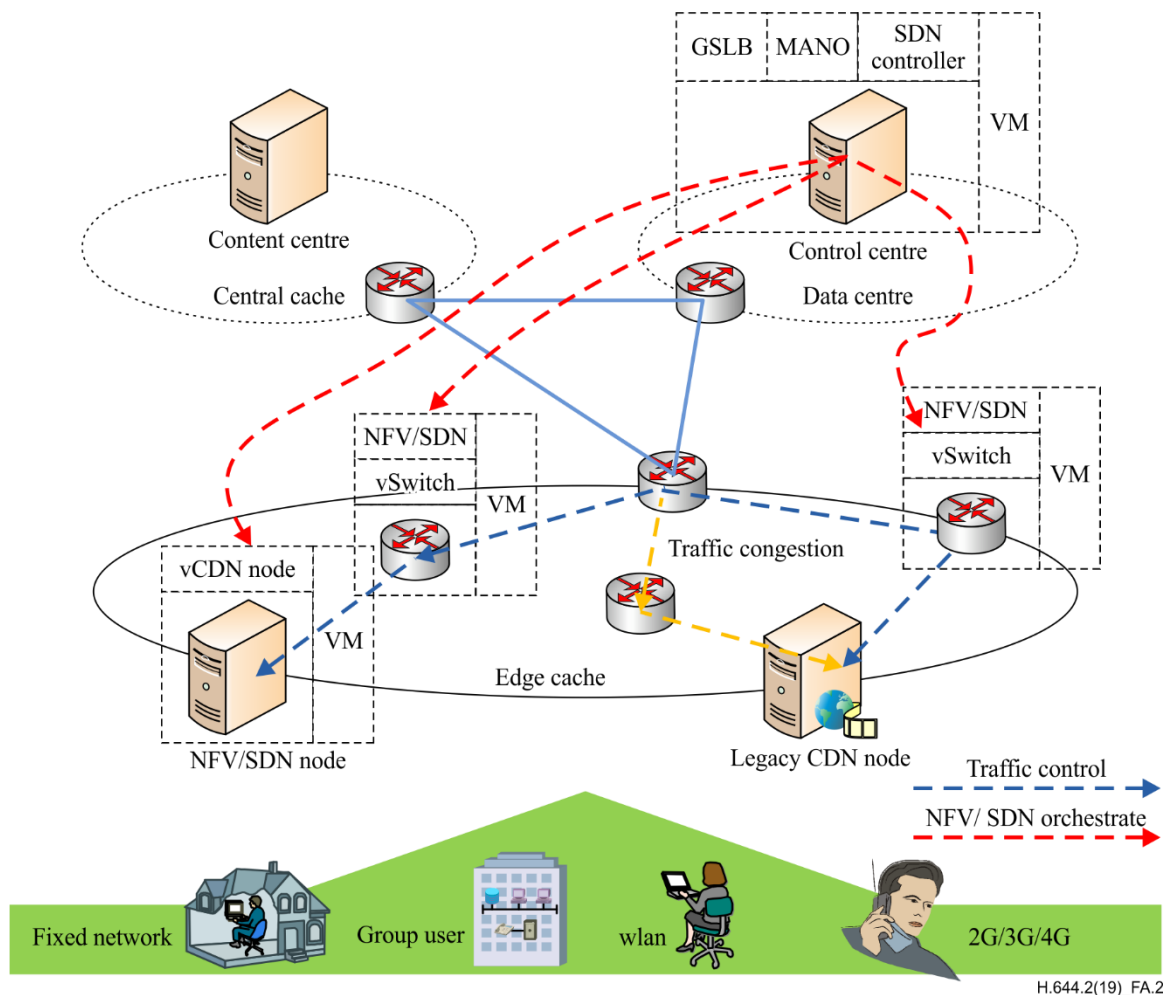 GSLB
MANO
SDN
controller
VM
Content centre
Control centre
Central cache
Data centre
NFV/SDN
vSwitch
VM
NFV/SDN
vSwitch
VM
Traffic congestion
vCDN node
VM
Edge cache
NFV/SDN node
Legacy CDN node
Traffic control
NFV/ SDN orchestrate
Fixed network
Group user
wlan
2G/3G/4G
H.644.2(19)_FA.2